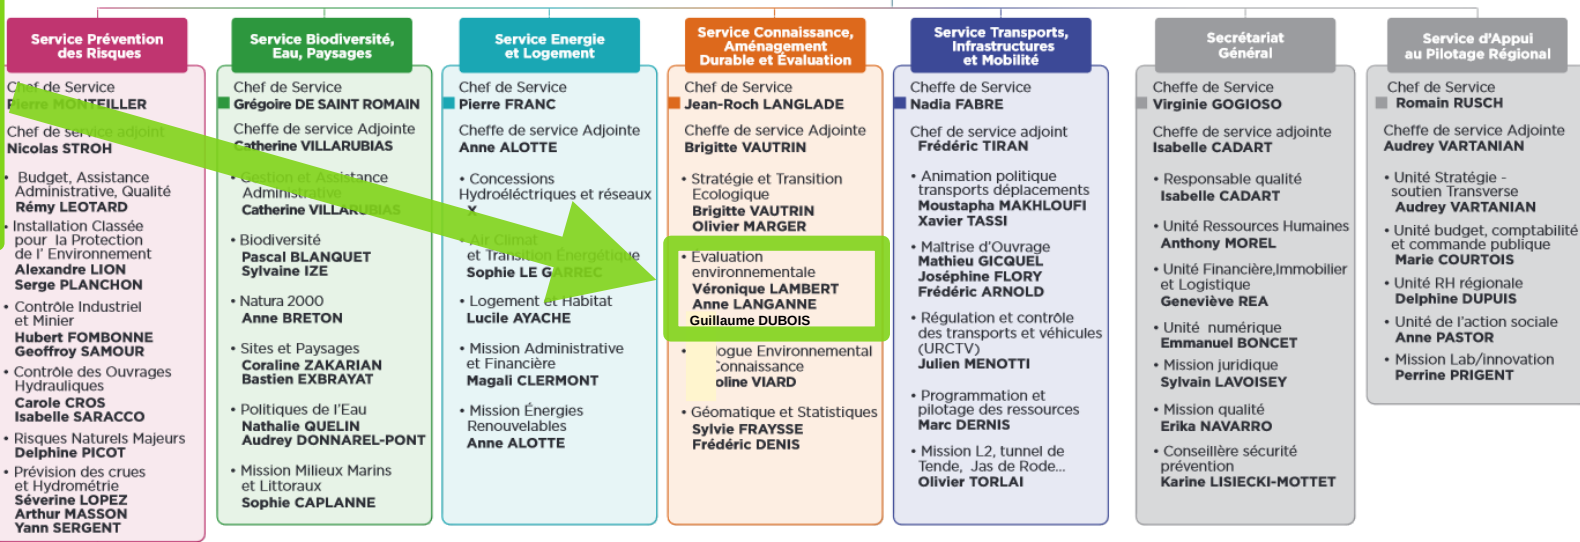 Service Prévention
des Risques
Chef de Service
Pierre MONTEILLER
Chef de service adjoint
Nicolas STROH
• Budget, Assistance
Administrative, Qualité
Rémy LEOTARD
• Installation Classée
pour la Protection
de l' Environnement
Alexandre LION
Serge PLANCHON
• Contrôle Industriel
et Minier
Hubert FOMBONNE
Geoffroy SAMOUR
• Contrôle des Ouvrages
Hydrauliques
Carole CROS
Isabelle SARACCO
• Risques Naturels Majeurs
Delphine PICOT
• Prévision des crues
et Hydrométrie
Séverine LOPEZ
Arthur MASSON
Yann SERGENT
Service Biodiversité,
Eau, Paysages
Chef de Service
Grégoire DE SAINT ROMAIN
Cheffe de service Adjointe
Catherine VILLARUBIAS
• Gestion et Assistance
Administrative
Catherine VILLARUBIAS
• Biodiversité
Pascal BLANQUET
Sylvaine IZE
• Natura 2000
Anne BRETON
• Sites et Paysages
Coraline ZAKARIAN
Bastien EXBRAYAT
• Politiques de l'Eau
Nathalie QUELIN
Audrey DONNAREL-PONT
• Mission Milieux Marins
et Littoraux
Sophie CAPLANNE
Service Energie
et Logement
Chef de Service
Pierre FRANC
Cheffe de service Adjointe
Anne ALOTTE
• Concessions
Hydroéléctriques et réseaux
X
• Air Climat
et Transition Énergétique
Sophie LE GARREC
• Logement et Habitat
Lucile AYACHE
• Mission Administrative
et Financière
Magali CLERMONT
• Mission Énergies
Renouvelables
Anne ALOTTE
Service Connaissance,
Aménagement
Durable et Évaluation
Chef de Service
Jean-Roch LANGLADE
Cheffe de service Adjointe
Brigitte VAUTRIN
• Stratégie et Transition
Ecologique
Brigitte VAUTRIN
Olivier MARGER
• Evaluation
environnementale
Véronique LAMBERT
Anne LANGANNE
Guillaume DUBOIS
• logue Environnemental
Connaissance
oline VIARD
• Géomatique et Statistiques
Sylvie FRAYSSE
Frédéric DENIS
Service Transports,
Infrastructures
et Mobilité
Cheffe de Service
Nadia FABRE
Chef de service adjoint
Frédéric TIRAN
• Animation politique
transports déplacements
Moustapha MAKHLOUFI
Xavier TASSI
• Maîtrise d'Ouvrage
Mathieu GICQUEL
Joséphine FLORY
Frédéric ARNOLD
• Régulation et contrôle
des transports et véhicules
(URCTV)
Julien MENOTTI
• Programmation et
pilotage des ressources
Marc DERNIS
• Mission L2, tunnel de
Tende, Jas de Rode...
Olivier TORLAI
Secrétariat
Général
Cheffe de Service
Virginie GOGIOSO
Cheffe de service adjointe
Isabelle CADART
• Responsable qualité
Isabelle CADART
• Unité Ressources Humaines
Anthony MOREL
• Unité Financière,Immobilier
et Logistique
Geneviève REA
• Unité numérique
Emmanuel BONCET
• Mission juridique
Sylvain LAVOISEY
• Mission qualité
Erika NAVARRO
• Conseillère sécurité
prévention
Karine LISIECKI-MOTTET
Service d'Appui
au Pilotage Régional
Chef de Service
Romain RUSCH
Cheffe de service Adjointe
Audrey VARTANIAN
• Unité Stratégie -
soutien Transverse
Audrey VARTANIAN
• Unité budget, comptabilité
et commande publique
Marie COURTOIS
• Unité RH régionale
Delphine DUPUIS
• Unité de l'action sociale
Anne PASTOR
• Mission Lab/innovation
Perrine PRIGENT